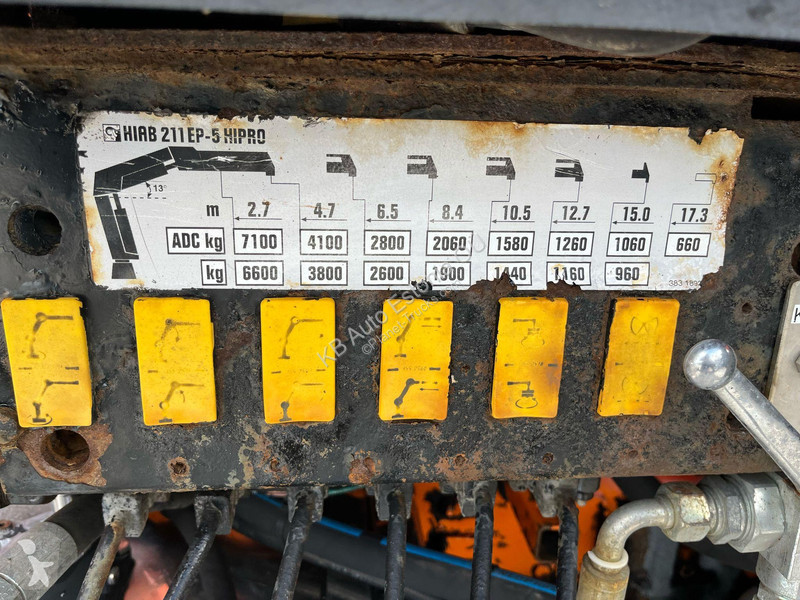 HIAB 211 EP-5 HIPRO
13°
m 2.7 4.7 6.5 8.4 10.5 12.7 15.0 17.3
ADC kg 7100 4100 2800 2060 1580 1260 1060 660
kg 6600 3800 2600 1900 1440 1160 960
KB Auto Estonia OU